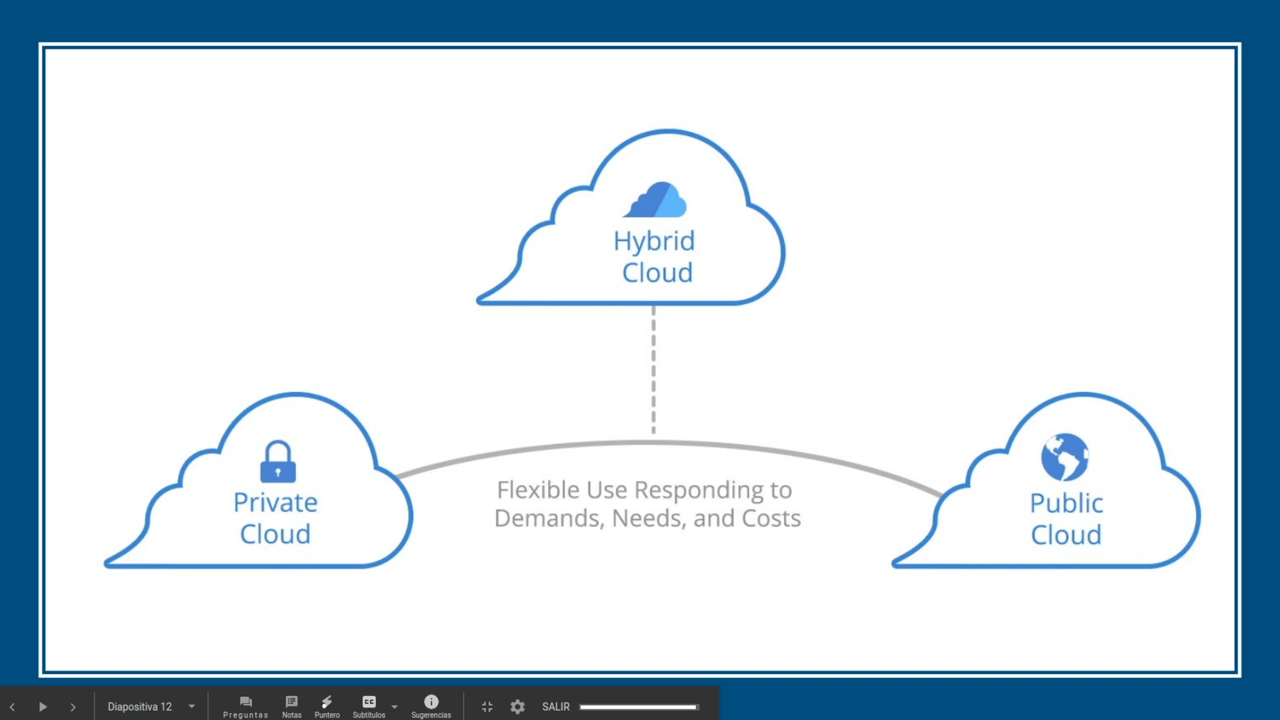 Hybrid
Cloud
Private
Cloud
Flexible Use Responding to
Demands, Needs, and Costs
Public
Cloud
Diapositiva 12
Preguntas
Notas
Puntero
CC
Subtítulos
Sugerencias
SALIR